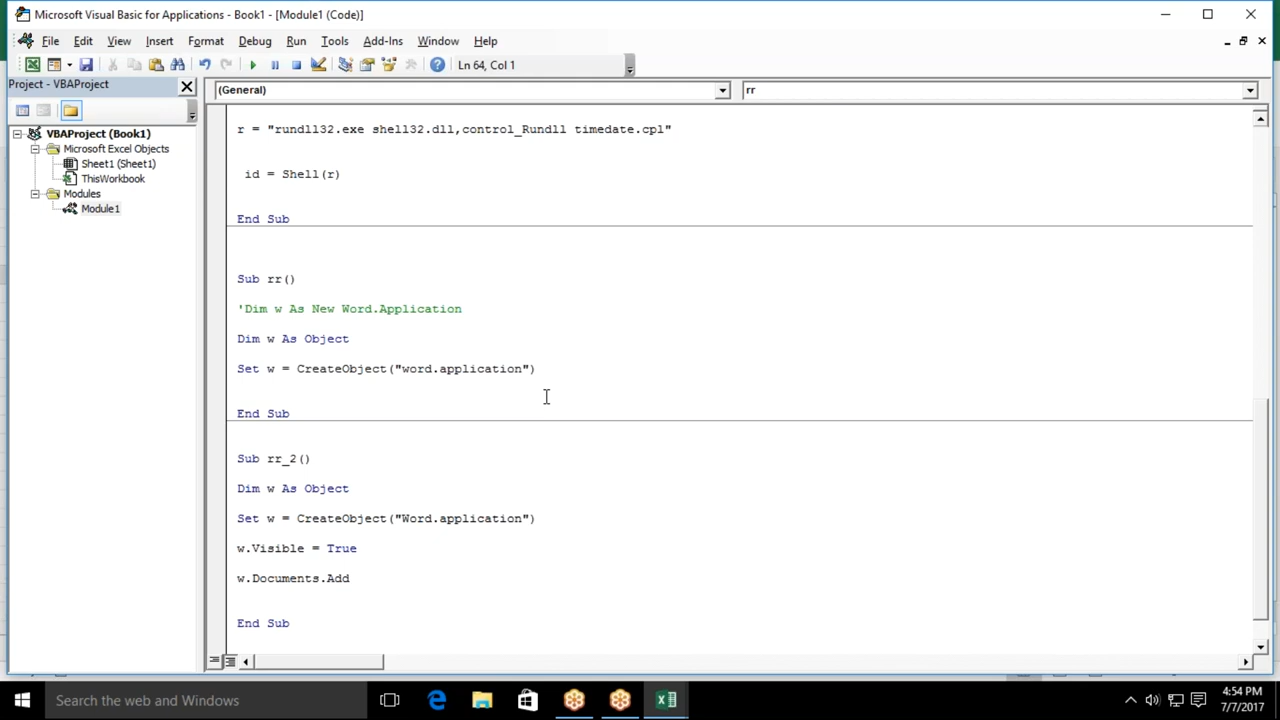 Microsoft Visual Basic for Applications - Book1 - [Module1 (Code)]
File Edit View Insert Format Debug Run Tools Add-Ins Window Help
Ln 64, Col 1
Project - VBAProject
(General)
rr
VBAProject (Book1)
Microsoft Excel Objects
Sheet1 (Sheet1)
ThisWorkbook
Modules
Module1
r = "rundll32.exe shell32.dll,control_Rundll timedate.cpl"
id = Shell(r)
End Sub
Sub rr()
'Dim w As New Word.Application
Dim w As Object
Set w = CreateObject("word.application")
End Sub
Sub rr_2()
Dim w As Object
Set w = CreateObject("Word.application")
w.Visible = True
w.Documents.Add
End Sub
Search the web and Windows
4:54 PM
7/7/2017